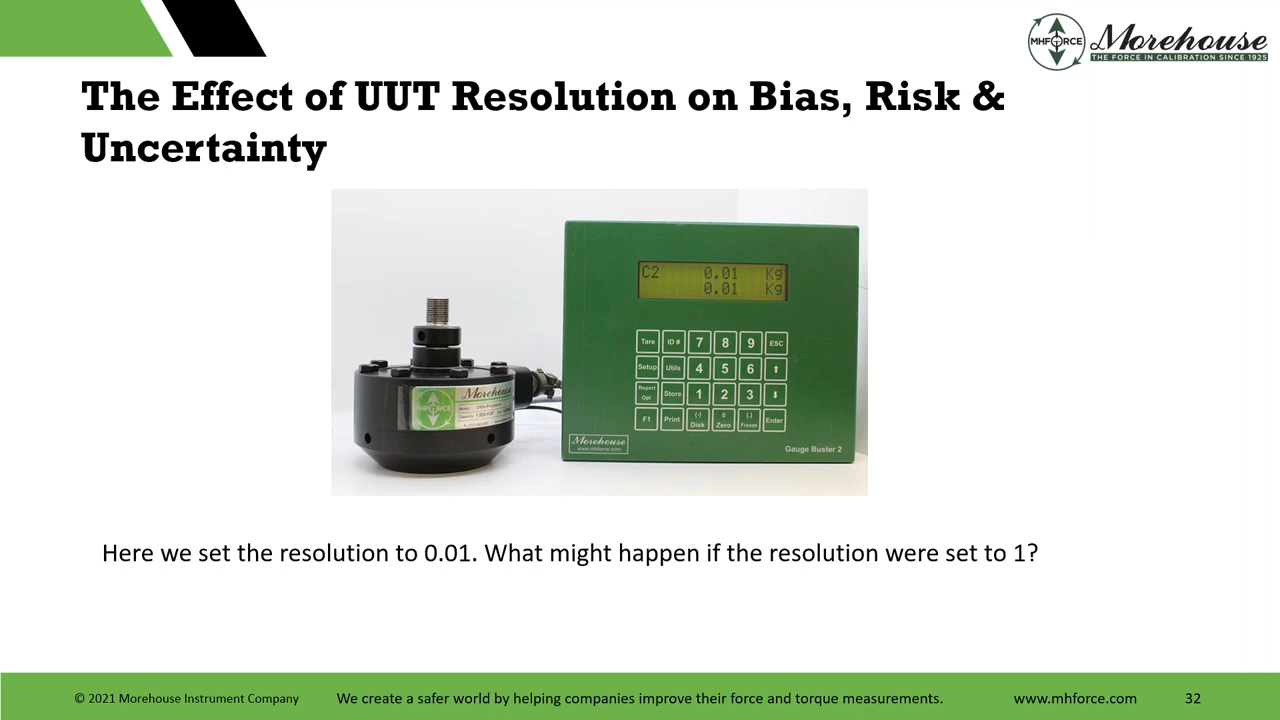 MHFORCE Morehouse
THE FORCE IN CALIBRATION SINCE 1925
The Effect of UUT Resolution on Bias, Risk &
Uncertainty
C2 0.01 Kg
0.01 Kg
Tare ID # 7 8 9 ESC
Setup Utils 4 5 6 ⬆
Report Opt Store 1 2 3 ⬇
F1 Print (-) Disk 0 Zero (.) Freeze Enter
Morehouse
www.mhforce.com
Gauge Buster 2
Morehouse
MHFORCE
Here we set the resolution to 0.01. What might happen if the resolution were set to 1?
© 2021 Morehouse Instrument Company
We create a safer world by helping companies improve their force and torque measurements.
www.mhforce.com
32